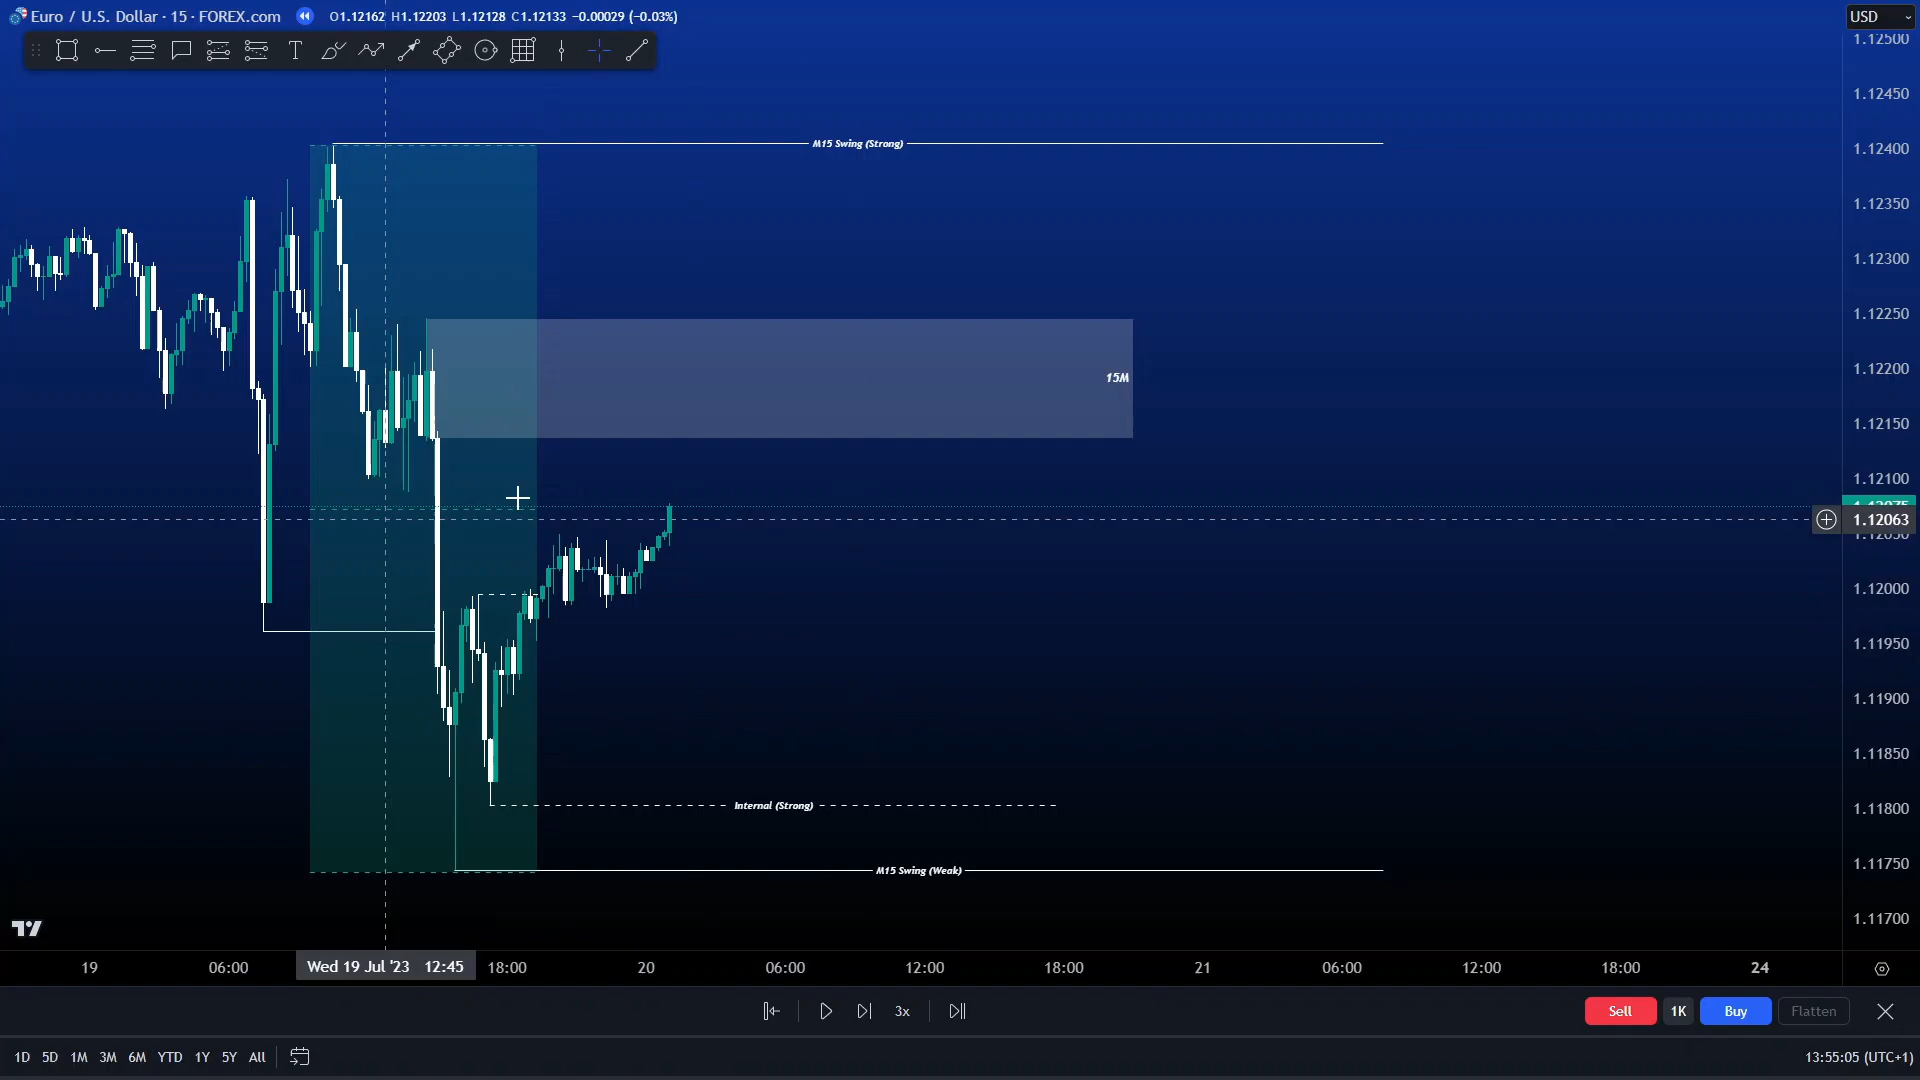 Euro / U.S. Dollar · 15 · FOREX.com O1.12162 H1.12203 L1.12128 C1.12133 −0.00029 (−0.03%)
USD
1.12500
1.12450
M15 Swing (Strong)
1.12400
1.12350
1.12300
1.12250
15M
1.12200
1.12150
1.12100
1.12075
1.12063
1.12050
1.12000
1.11950
1.11900
1.11850
Internal (Strong)
1.11800
M15 Swing (Weak)
1.11750
1.11700
19 06:00 Wed 19 Jul '23 12:45 18:00 20 06:00 12:00 18:00 21 06:00 12:00 18:00 24
3x Sell 1K Buy Flatten
1D 5D 1M 3M 6M YTD 1Y 5Y All 13:55:05 (UTC+1)